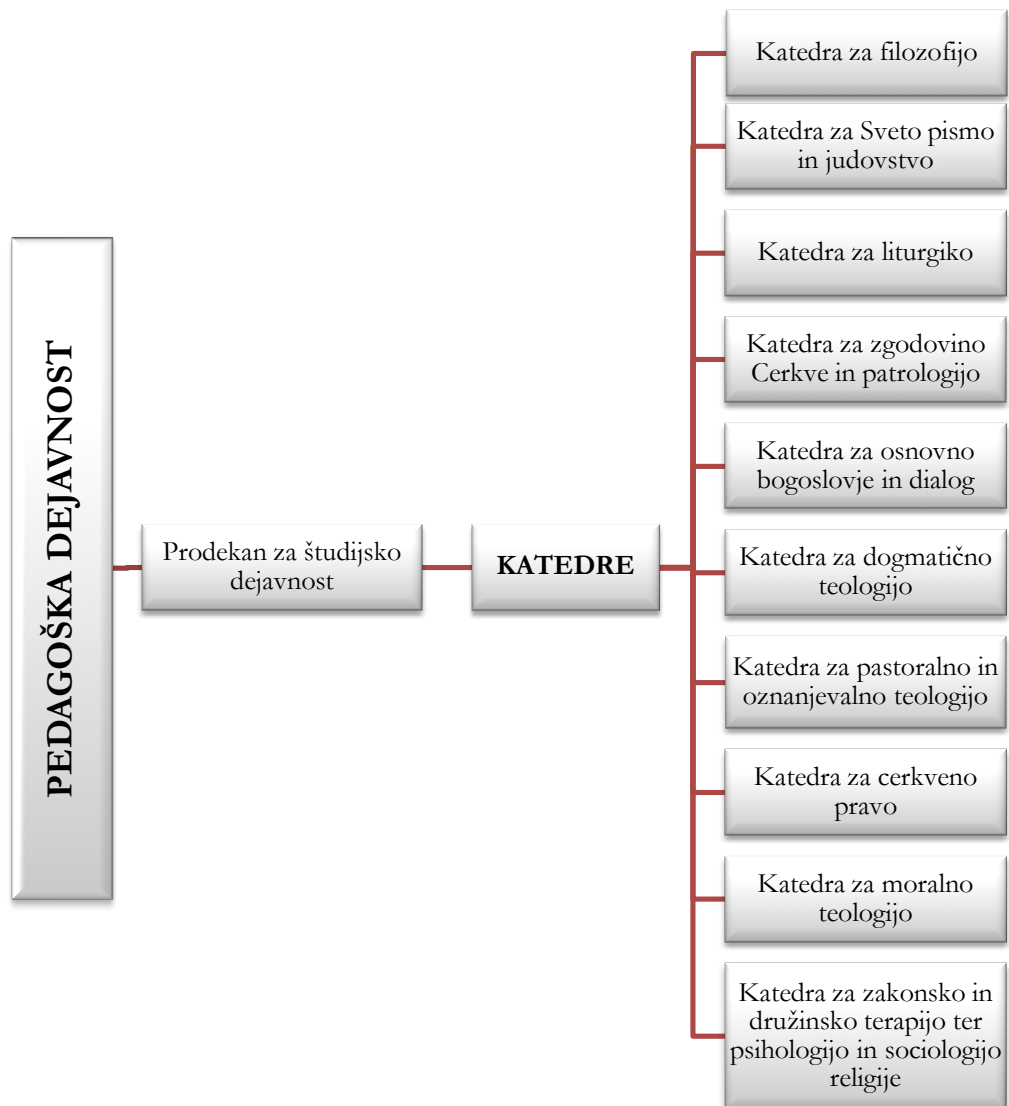 PEDAGOŠKA DEJAVNOST
Prodekan za študijsko
dejavnost
KATEDRE
Katedra za filozofijo
Katedra za Sveto pismo
in judovstvo
Katedra za liturgiko
Katedra za zgodovino
Cerkve in patrologijo
Katedra za osnovno
bogoslovje in dialog
Katedra za dogmatično
teologijo
Katedra za pastoralno in
oznanjevalno teologijo
Katedra za cerkveno
pravo
Katedra za moralno
teologijo
Katedra za zakonsko in
družinsko terapijo ter
psihologijo in sociologijo
religije